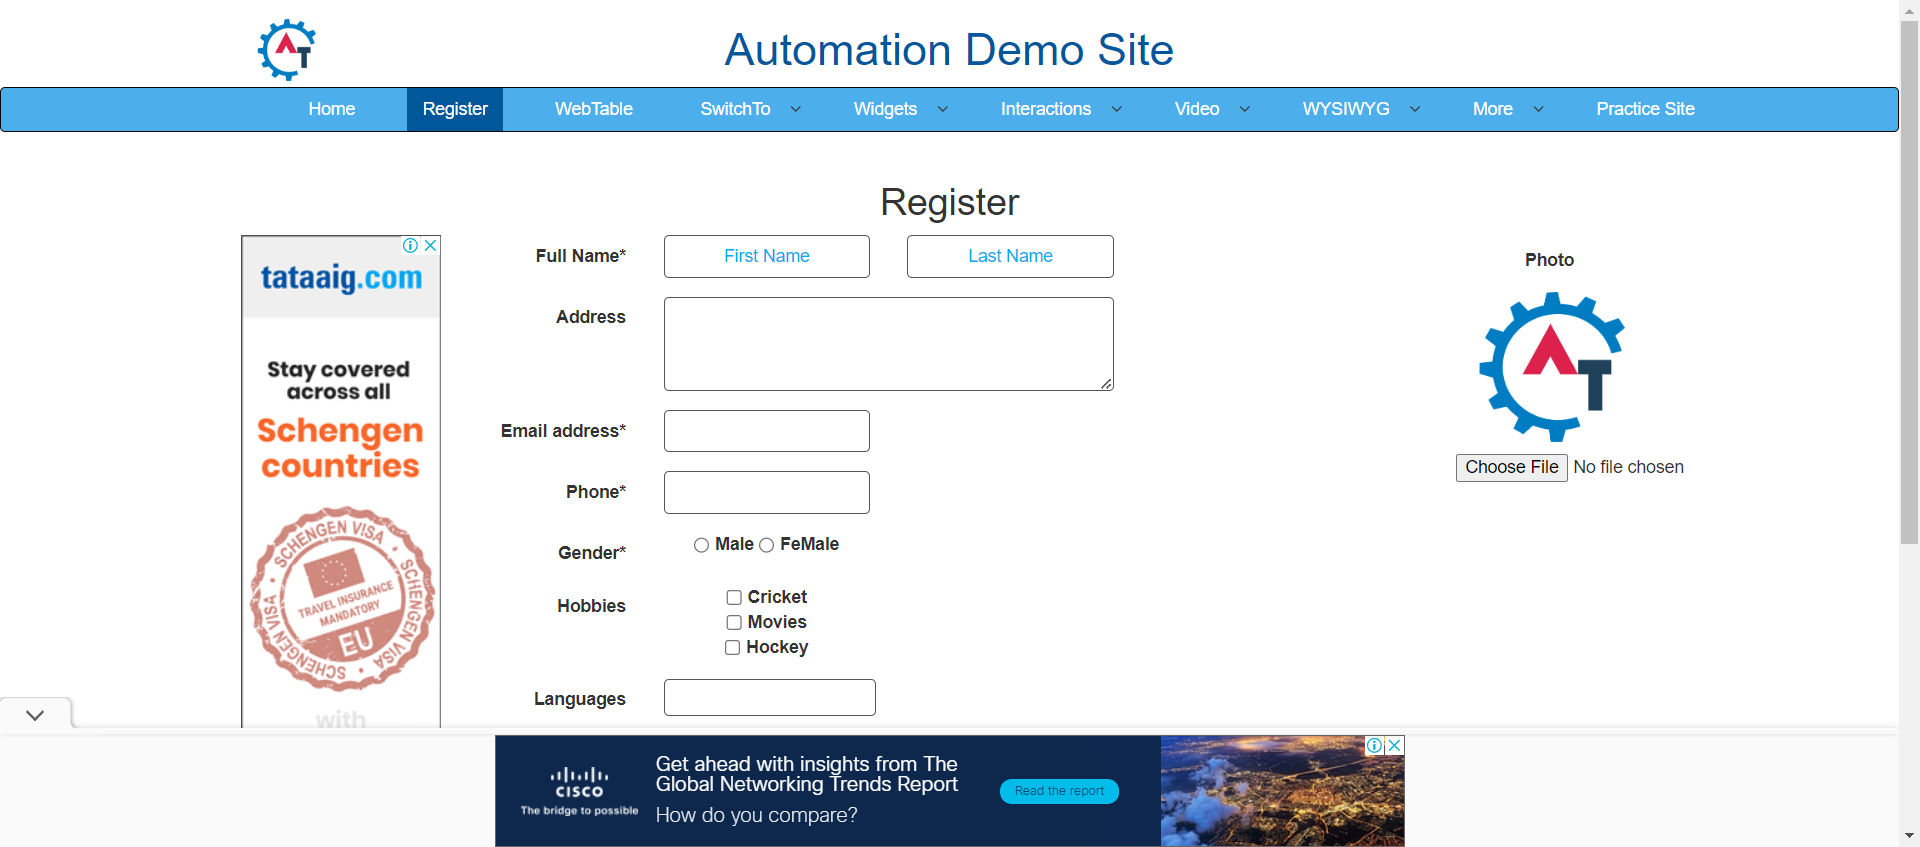 AT
Automation Demo Site
Home Register WebTable SwitchTo Widgets Interactions Video WYSIWYG More Practice Site
Register
tataaig.com
Stay covered
across all
Schengen
countries
SCHENGEN VISA • SCHENGEN VISA • SCHENGEN VISA •
TRAVEL INSURANCE
MANDATORY
EU
with
Full Name* First Name Last Name
Address
Email address*
Phone*
Gender* Male FeMale
Hobbies Cricket
Movies
Hockey
Languages
Photo
AT
Choose File No file chosen
CISCO
The bridge to possible
Get ahead with insights from The
Global Networking Trends Report
How do you compare?
Read the report